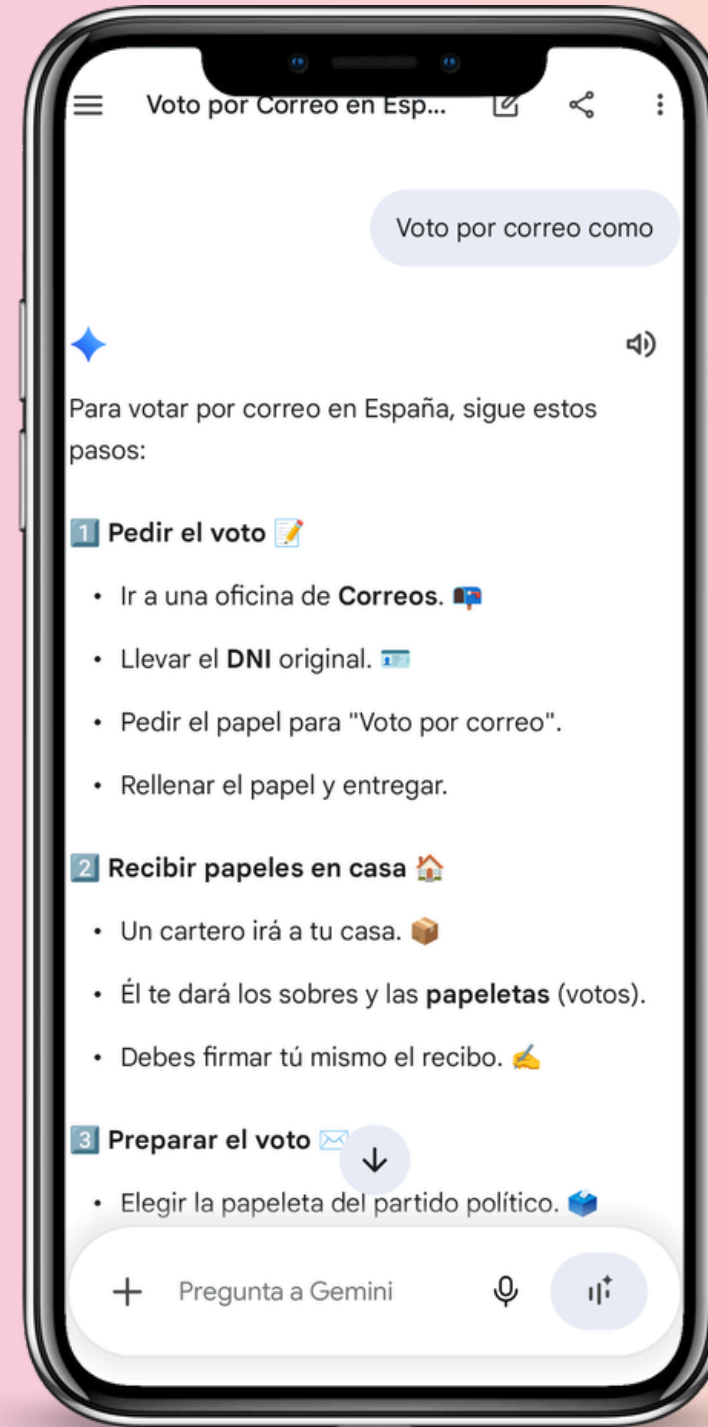 Voto por Correo en Esp...
Voto por correo como
Para votar por correo en España, sigue estos
pasos:
1️⃣ Pedir el voto 📝
• Ir a una oficina de Correos. 📭
• Llevar el DNI original. 🪪
• Pedir el papel para "Voto por correo".
• Rellenar el papel y entregar.
2️⃣ Recibir papeles en casa 🏠
• Un cartero irá a tu casa. 📦
• Él te dará los sobres y las papeletas (votos).
• Debes firmar tú mismo el recibo. ✍️
3️⃣ Preparar el voto ✉️
• Elegir la papeleta del partido político. 🗳️
Pregunta a Gemini